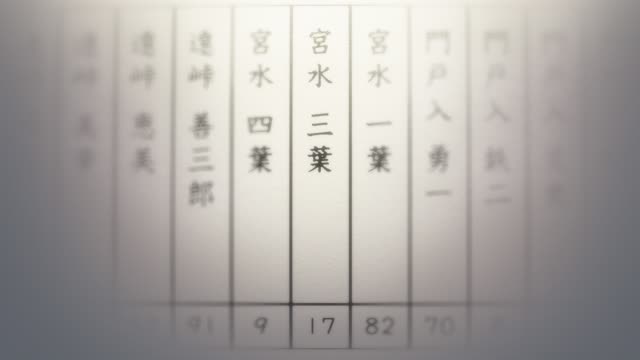 門戸入 鉄二
門戸入 勇一 70
宮水 一葉 82
宮水 三葉 17
宮水 四葉 9
遠峠 善三郎 91
遠峠 恵美
遠峠